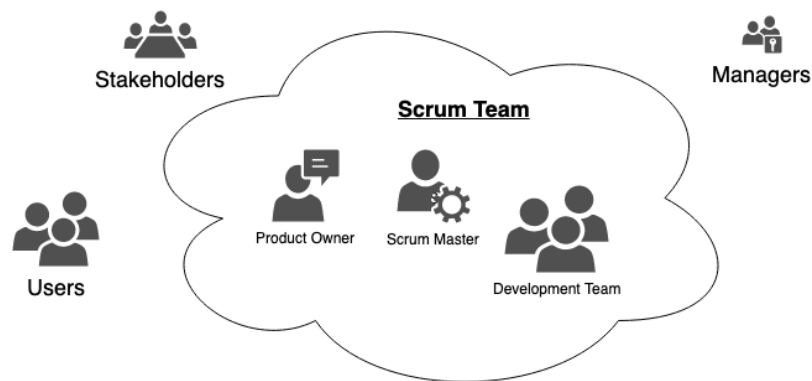 Stakeholders
Managers
Scrum Team
Product Owner
Scrum Master
Users
Development Team